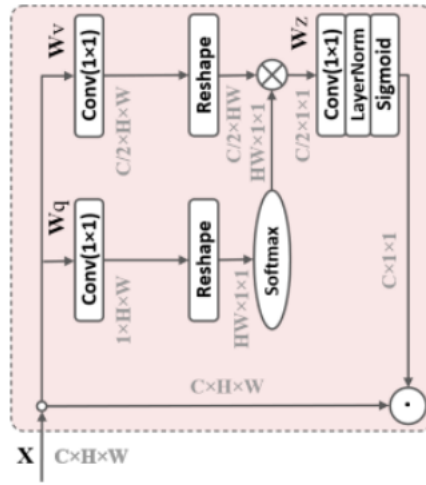 Wv
Conv(1×1)
C/2×H×W
Reshape
C/2×HW
HW×1×1
C/2×1×1
Wz
Conv(1×1)
LayerNorm
Sigmoid
C×1×1
Wq
Conv(1×1)
1×H×W
Reshape
HW×1×1
Softmax
C×H×W
X
C×H×W